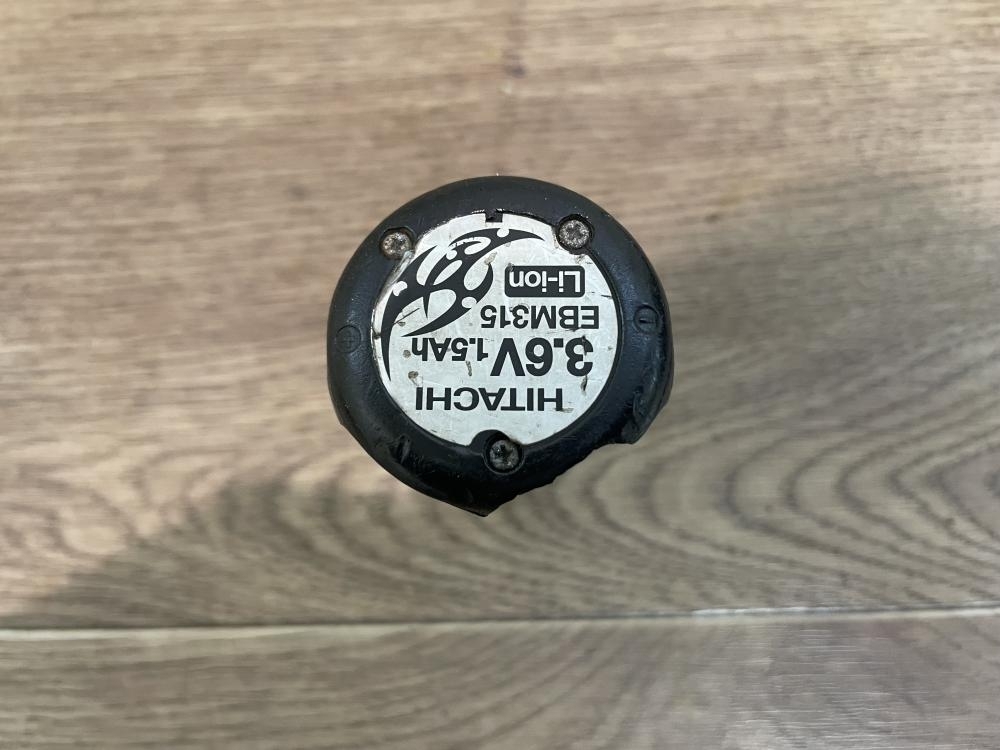 HITACHI
3.6V 1.5Ah
EBM315
Li-ion